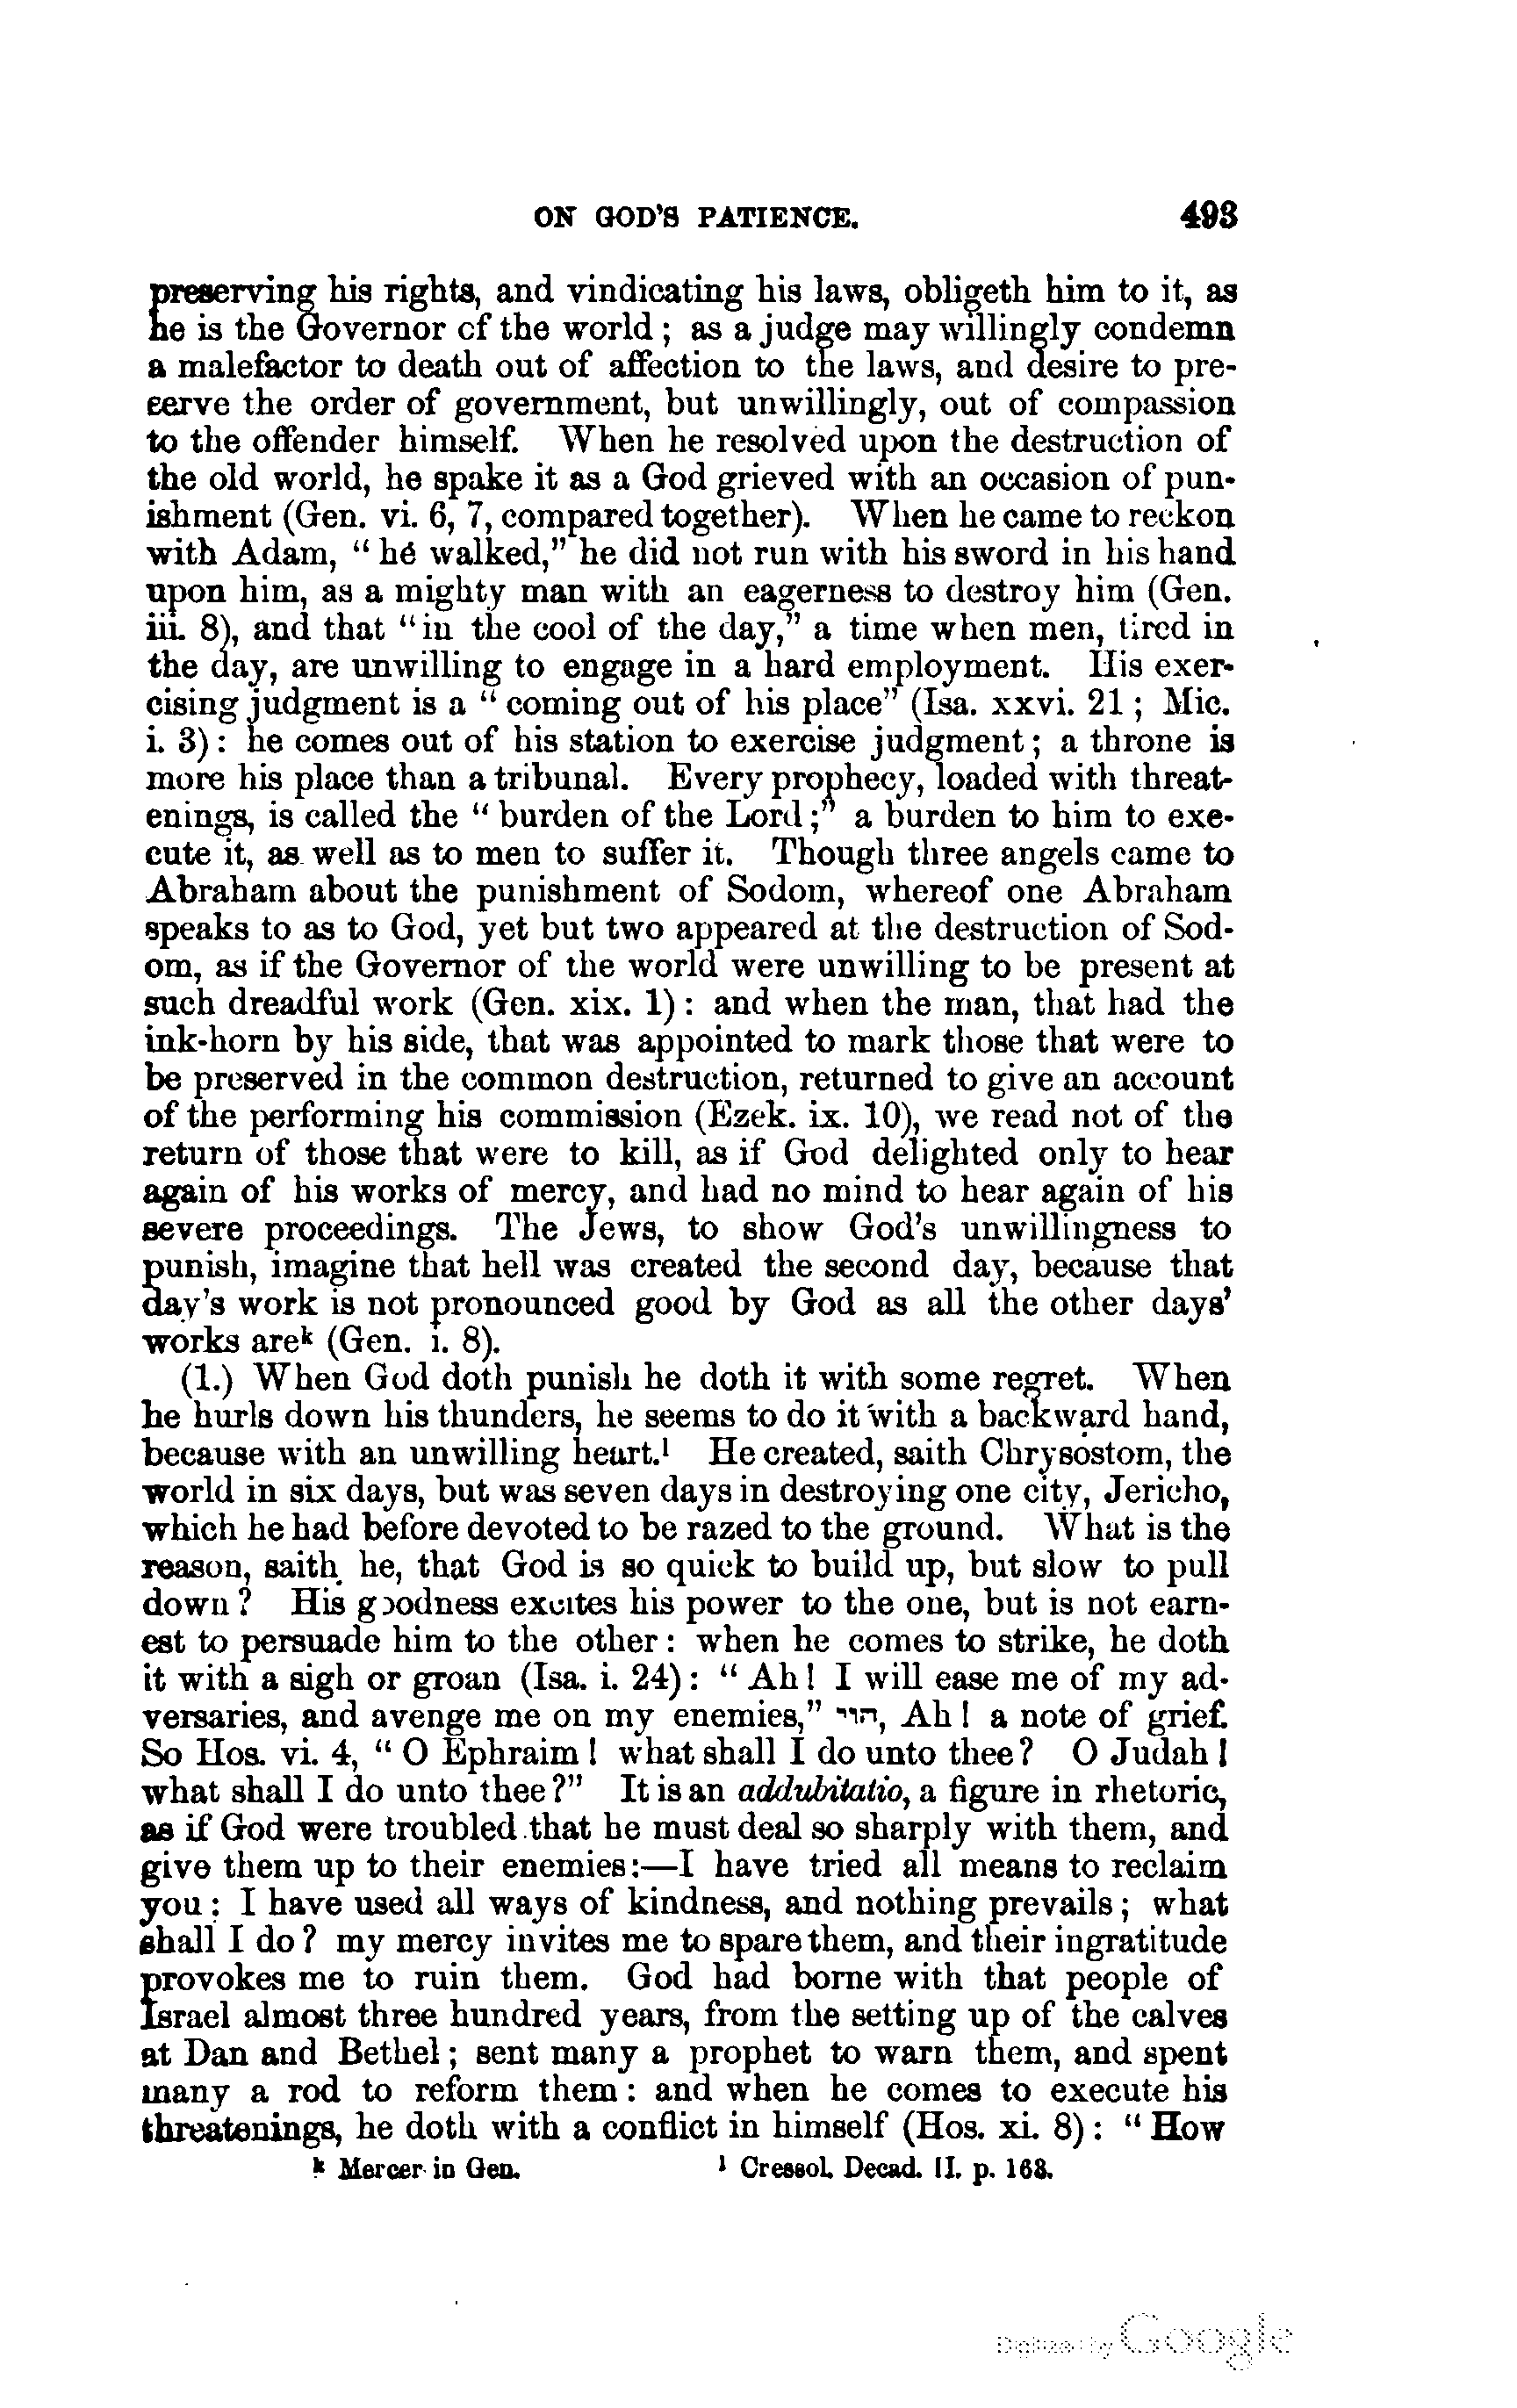 ON GOD'S PATIENCE. 493
preserving his rights, and vindicating his laws, obligeth him to it, as
he is the Governor of the world; as a judge may willingly condemn
a malefactor to death out of affection to the laws, and desire to pre-
serve the order of government, but unwillingly, out of compassion
to the offender himself. When he resolved upon the destruction of
the old world, he spake it as a God grieved with an occasion of pun-
ishment (Gen. vi. 6, 7, compared together). When he came to reckon
with Adam, "he walked," he did not run with his sword in his hand
upon him, as a mighty man with an eagerness to destroy him (Gen.
iii. 8), and that "in the cool of the day," a time when men, tired in
the day, are unwilling to engage in a hard employment. His exer-
cising judgment is a "coming out of his place" (Isa. xxvi. 21; Mic.
i. 3): he comes out of his station to exercise judgment; a throne is
more his place than a tribunal. Every prophecy, loaded with threat-
enings, is called the "burden of the Lord;" a burden to him to exe-
cute it, as well as to men to suffer it. Though three angels came to
Abraham about the punishment of Sodom, whereof one Abraham
speaks to as to God, yet but two appeared at the destruction of Sod-
om, as if the Governor of the world were unwilling to be present at
such dreadful work (Gen. xix. 1): and when the man, that had the
ink-horn by his side, that was appointed to mark those that were to
be preserved in the common destruction, returned to give an account
of the performing his commission (Ezek. ix. 10), we read not of the
return of those that were to kill, as if God delighted only to hear
again of his works of mercy, and had no mind to hear again of his
severe proceedings. The Jews, to show God's unwillingness to
punish, imagine that hell was created the second day, because that
day's work is not pronounced good by God as all the other days'
works are<sup>k</sup> (Gen. i. 8).
(1.) When God doth punish he doth it with some regret. When
he hurls down his thunders, he seems to do it with a backward hand,
because with an unwilling heart.<sup>l</sup> He created, saith Chrysostom, the
world in six days, but was seven days in destroying one city, Jericho,
which he had before devoted to be razed to the ground. What is the
reason, saith he, that God is so quick to build up, but slow to pull
down? His goodness excites his power to the one, but is not earn-
est to persuade him to the other: when he comes to strike, he doth
it with a sigh or groan (Isa. i. 24): "Ah! I will ease me of my ad-
versaries, and avenge me on my enemies," הוי, Ah! a note of grief.
So Hos. vi. 4, "O Ephraim! what shall I do unto thee? O Judah!
what shall I do unto thee?" It is an addubitatio, a figure in rhetoric,
as if God were troubled that he must deal so sharply with them, and
give them up to their enemies:—I have tried all means to reclaim
you: I have used all ways of kindness, and nothing prevails; what
shall I do? my mercy invites me to spare them, and their ingratitude
provokes me to ruin them. God had borne with that people of
Israel almost three hundred years, from the setting up of the calves
at Dan and Bethel; sent many a prophet to warn them, and spent
many a rod to reform them: and when he comes to execute his
threatenings, he doth with a conflict in himself (Hos. xi. 8): "How
<sup>k</sup> Mercer in Gen. <sup>l</sup> Cressol. Decad. II. p. 163.
Digitized by Google